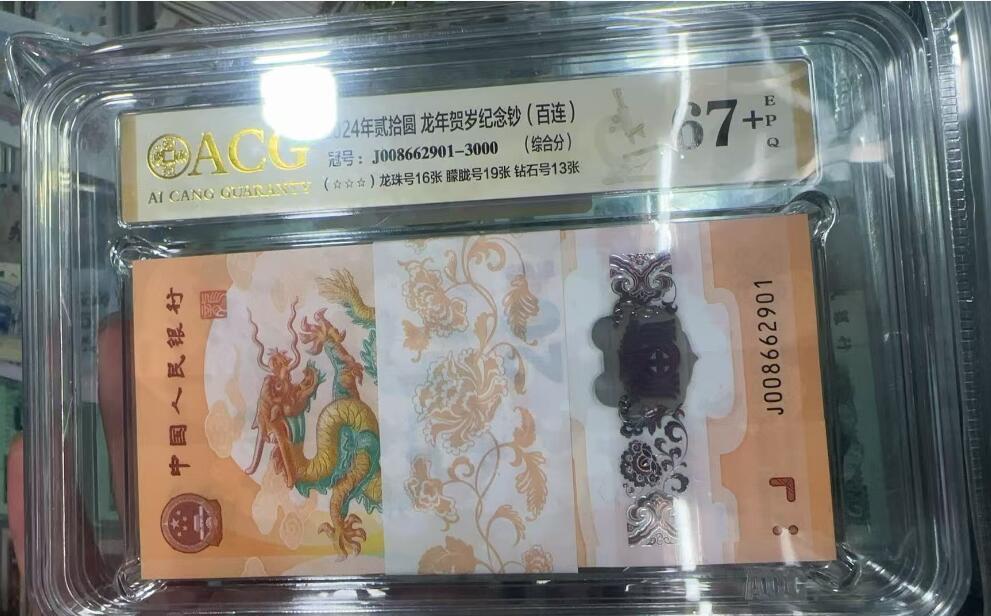 ACG
AI CANG GUARANTY
2024年贰拾圆 龙年贺岁纪念钞（百连）
冠号：J008662901-3000 （综合分）
（☆☆☆）龙珠号16张 朦胧号19张 钻石号13张
67+
EPQ
中国人民银行
J008662901